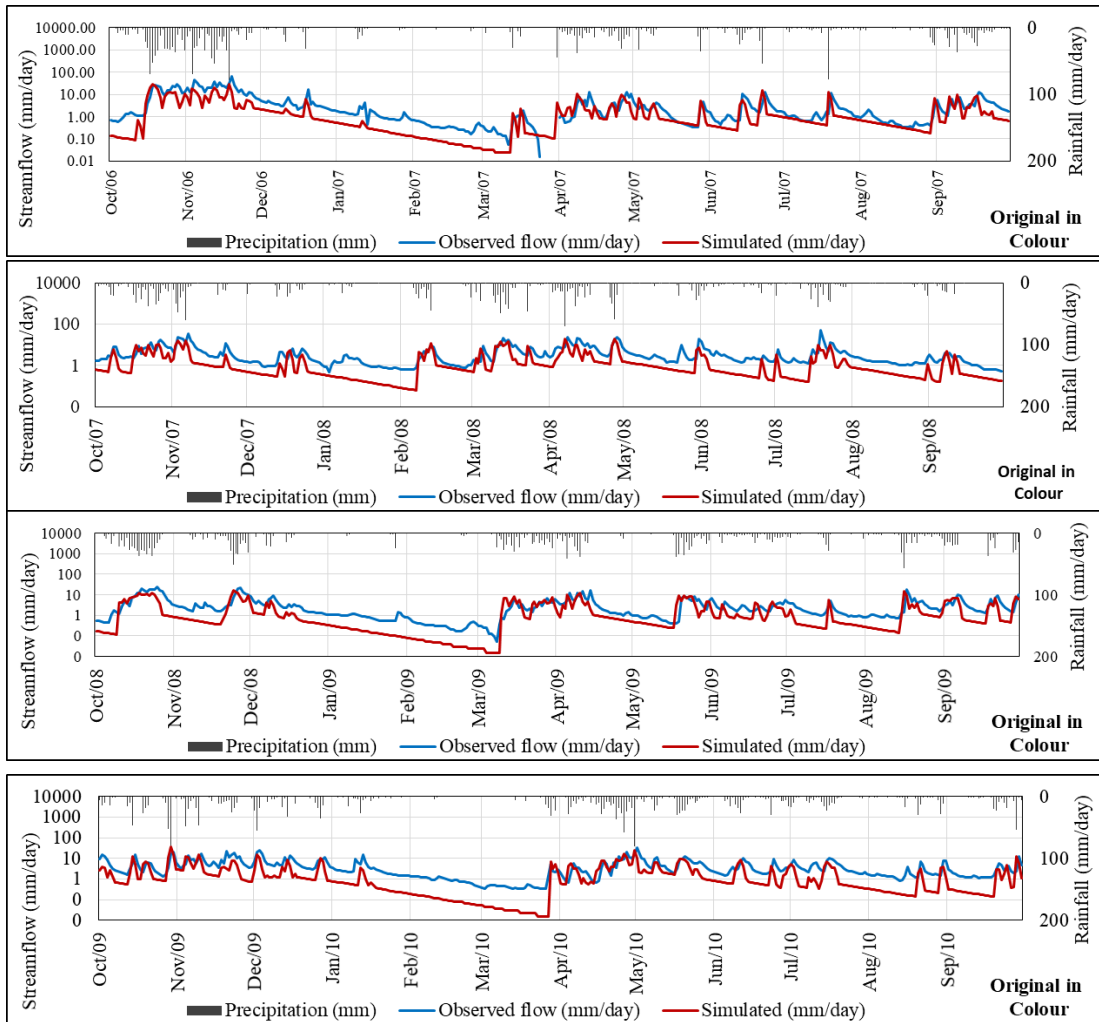 10000.00
1000.00
100.00
10.00
1.00
0.10
0.01
Streamflow (mm/day)
0
100
200
Rainfall (mm/day)
Oct/06
Nov/06
Dec/06
Jan/07
Feb/07
Mar/07
Apr/07
May/07
Jun/07
Jul/07
Aug/07
Sep/07
Original in
Colour
Precipitation (mm) Observed flow (mm/day) Simulated (mm/day)
10000
100
1
0
Streamflow (mm/day)
0
100
200
Rainfall (mm/day)
Oct/07
Nov/07
Dec/07
Jan/08
Feb/08
Mar/08
Apr/08
May/08
Jun/08
Jul/08
Aug/08
Sep/08
Original in
Colour
Precipitation (mm) Observed flow (mm/day) Simulated (mm/day)
10000
1000
100
10
1
0
0
Streamflow (mm/day)
0
100
200
Rainfall (mm/day)
Oct/08
Nov/08
Dec/08
Jan/09
Feb/09
Mar/09
Apr/09
May/09
Jun/09
Jul/09
Aug/09
Sep/09
Original in
Colour
Precipitation (mm) Observed flow (mm/day) Simulated (mm/day)
10000
1000
100
10
1
0
0
Streamflow (mm/day)
0
100
200
Rainfall (mm/day)
Oct/09
Nov/09
Dec/09
Jan/10
Feb/10
Mar/10
Apr/10
May/10
Jun/10
Jul/10
Aug/10
Sep/10
Original in
Colour
Precipitation (mm) Observed flow (mm/day) Simulated (mm/day)